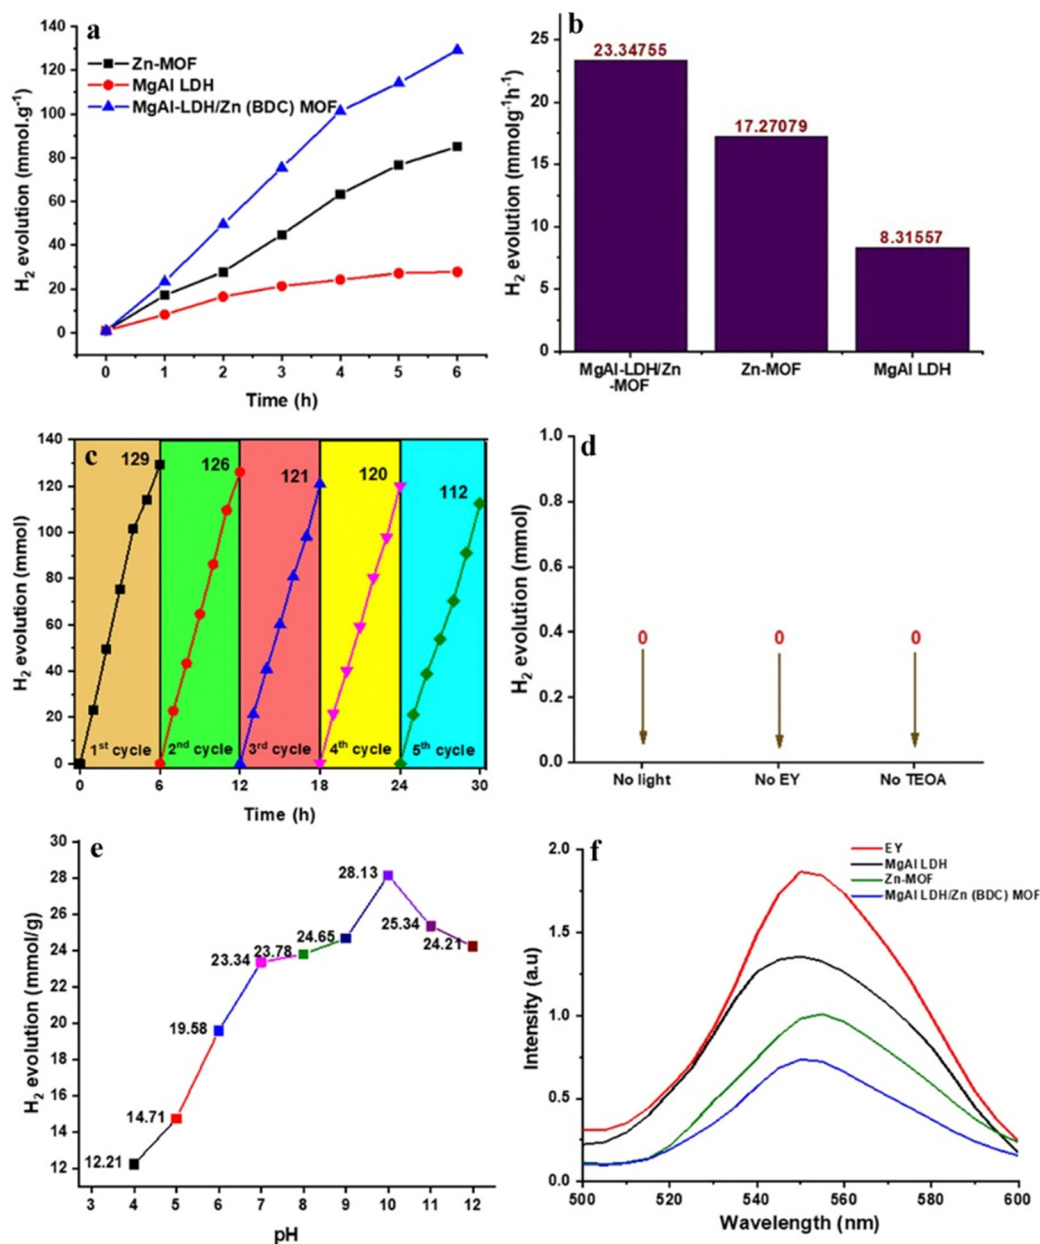 a
H2 evolution (mmol.g-1)
140
120
100
80
60
40
20
0
Zn-MOF
MgAl LDH
MgAl-LDH/Zn (BDC) MOF
0 1 2 3 4 5 6
Time (h)
b
H2 evolution (mmolg-1h-1)
25
20
15
10
5
0
23.34755
17.27079
8.31557
MgAl-LDH/Zn
-MOF
Zn-MOF
MgAl LDH
c
H2 evolution (mmol)
140
120
100
80
60
40
20
0
129
126
121
120
112
1st cycle
2nd cycle
3rd cycle
4th cycle
5th cycle
0 6 12 18 24 30
Time (h)
d
H2 evolution (mmol)
1.0
0.8
0.6
0.4
0.2
0.0
0 0 0
No light
No EY
No TEOA
e
H2 evolution (mmol/g)
30
28
26
24
22
20
18
16
14
12
12.21
14.71
19.58
23.34
23.78
24.65
28.13
25.34
24.21
3 4 5 6 7 8 9 10 11 12
pH
f
Intensity (a.u)
2.0
1.5
1.0
0.5
0.0
EY
MgAl LDH
Zn-MOF
MgAl LDH/Zn (BDC) MOF
500 520 540 560 580 600
Wavelength (nm)